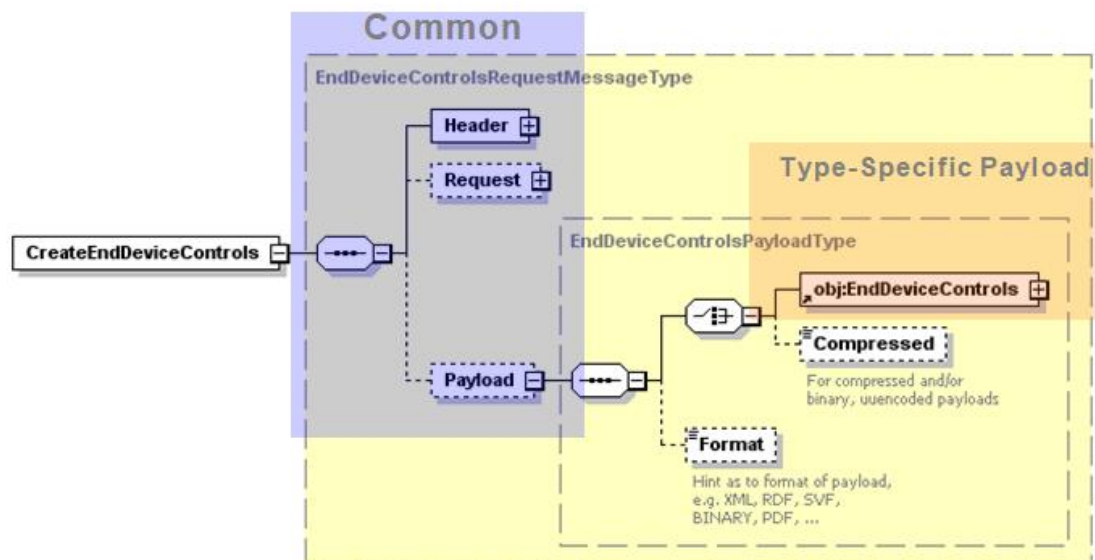 Common
EndDeviceControlsRequestMessageType
Header
Request
Type-Specific Payload
EndDeviceControlsPayloadType
CreateEndDeviceControls
obj:EndDeviceControls
Compressed
For compressed and/or
binary, uuencoded payloads
Payload
Format
Hint as to format of payload,
e.g. XML, RDF, SVF,
BINARY, PDF, ...